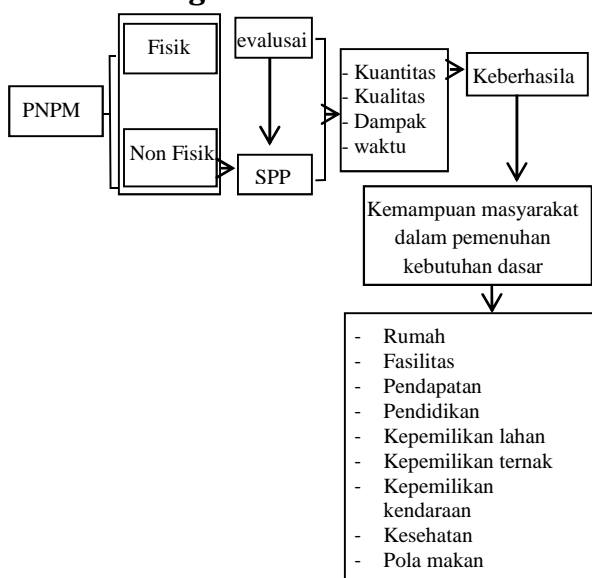 Fisik
evalusai
PNPM
Non Fisik
SPP
- Kuantitas
- Kualitas
- Dampak
- waktu
Keberhasila
Kemampuan masyarakat
dalam pemenuhan
kebutuhan dasar
- Rumah
- Fasilitas
- Pendapatan
- Pendidikan
- Kepemilikan lahan
- Kepemilikan ternak
- Kepemilikan
kendaraan
- Kesehatan
- Pola makan